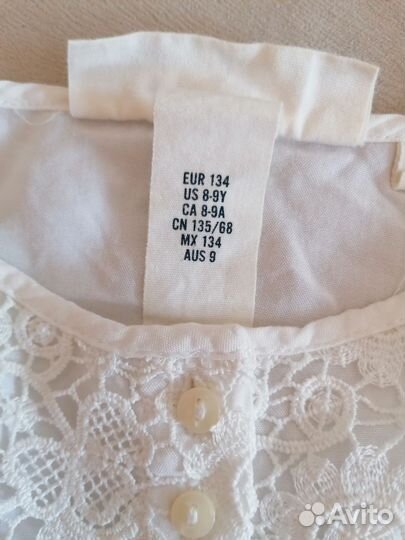 EUR 134
US 8-9Y
CA 8-9A
CN 135/68
MX 134
AUS 9
Avito